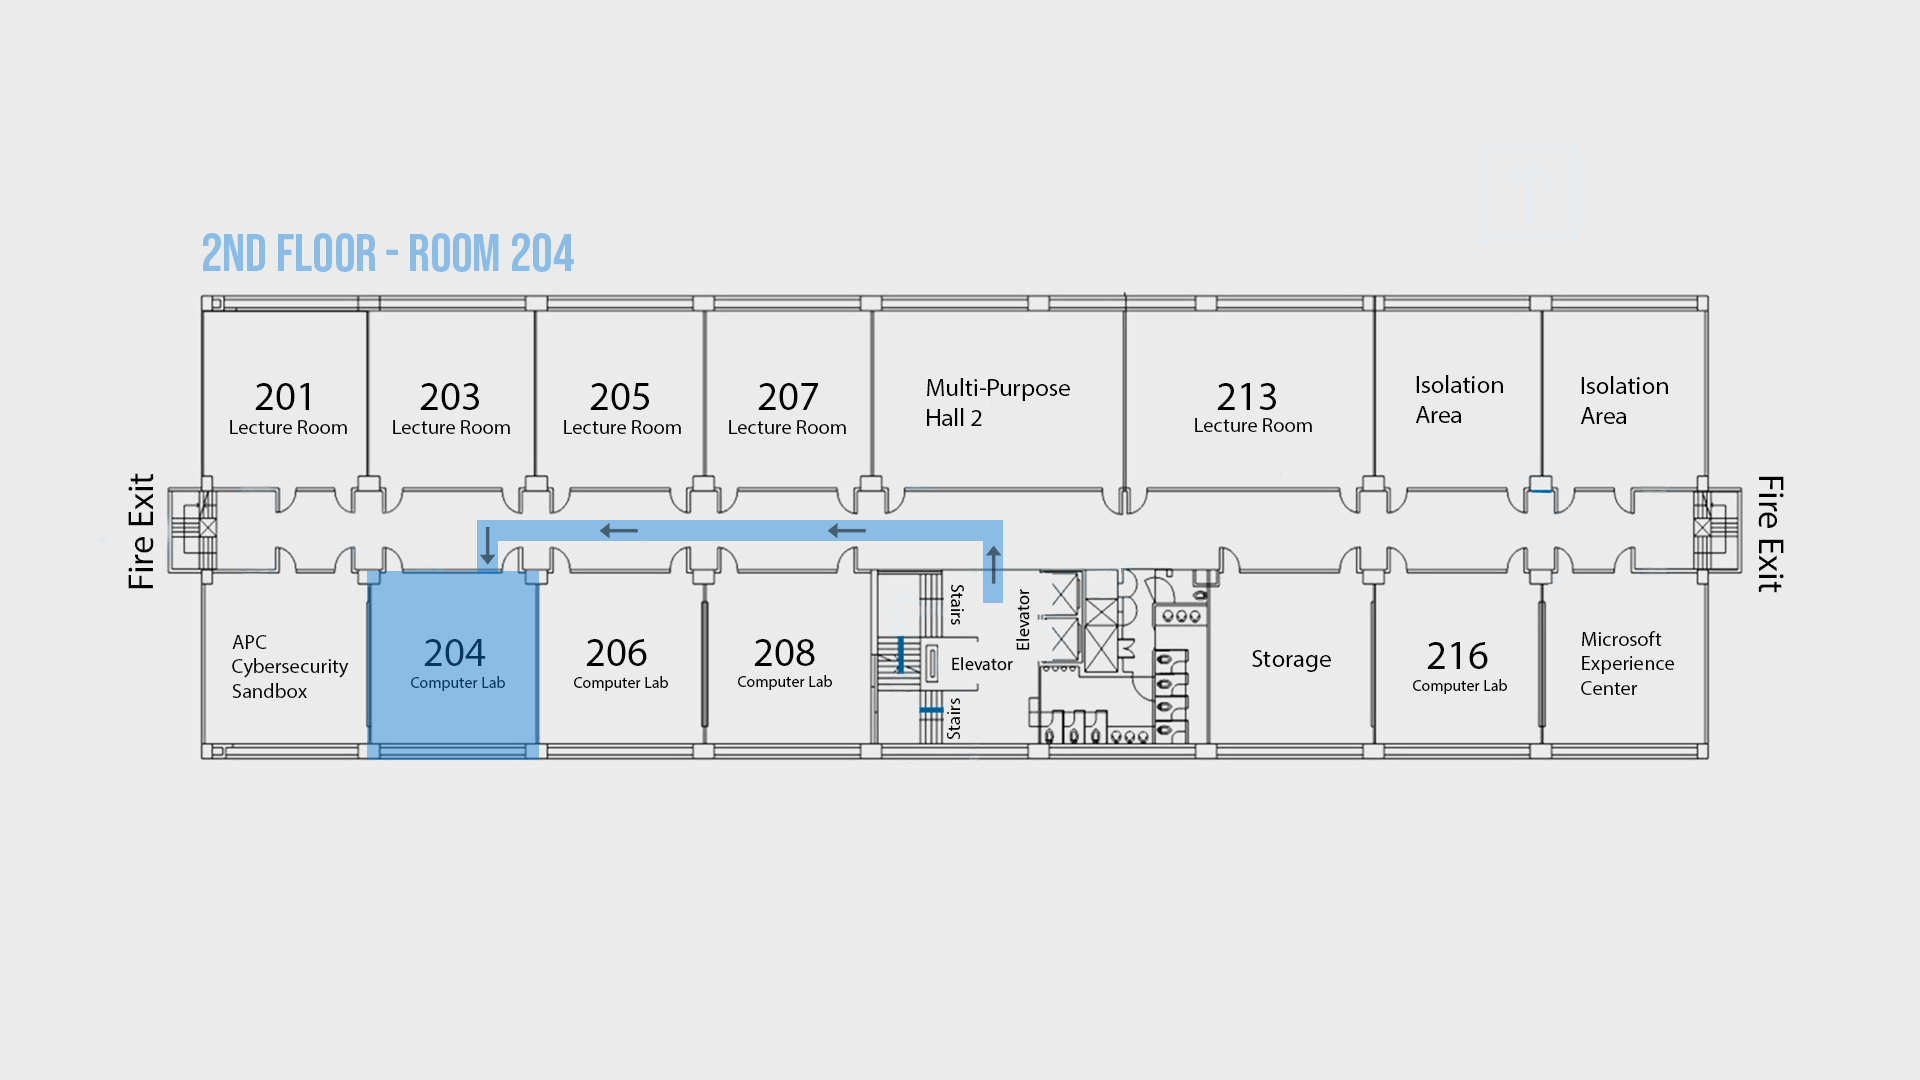 2ND FLOOR - ROOM 204
201
Lecture Room
203
Lecture Room
205
Lecture Room
207
Lecture Room
Multi-Purpose
Hall 2
213
Lecture Room
Isolation
Area
Isolation
Area
Fire Exit
Fire Exit
APC
Cybersecurity
Sandbox
204
Computer Lab
206
Computer Lab
208
Computer Lab
Stairs
Elevator
Elevator
Stairs
Storage
216
Computer Lab
Microsoft
Experience
Center